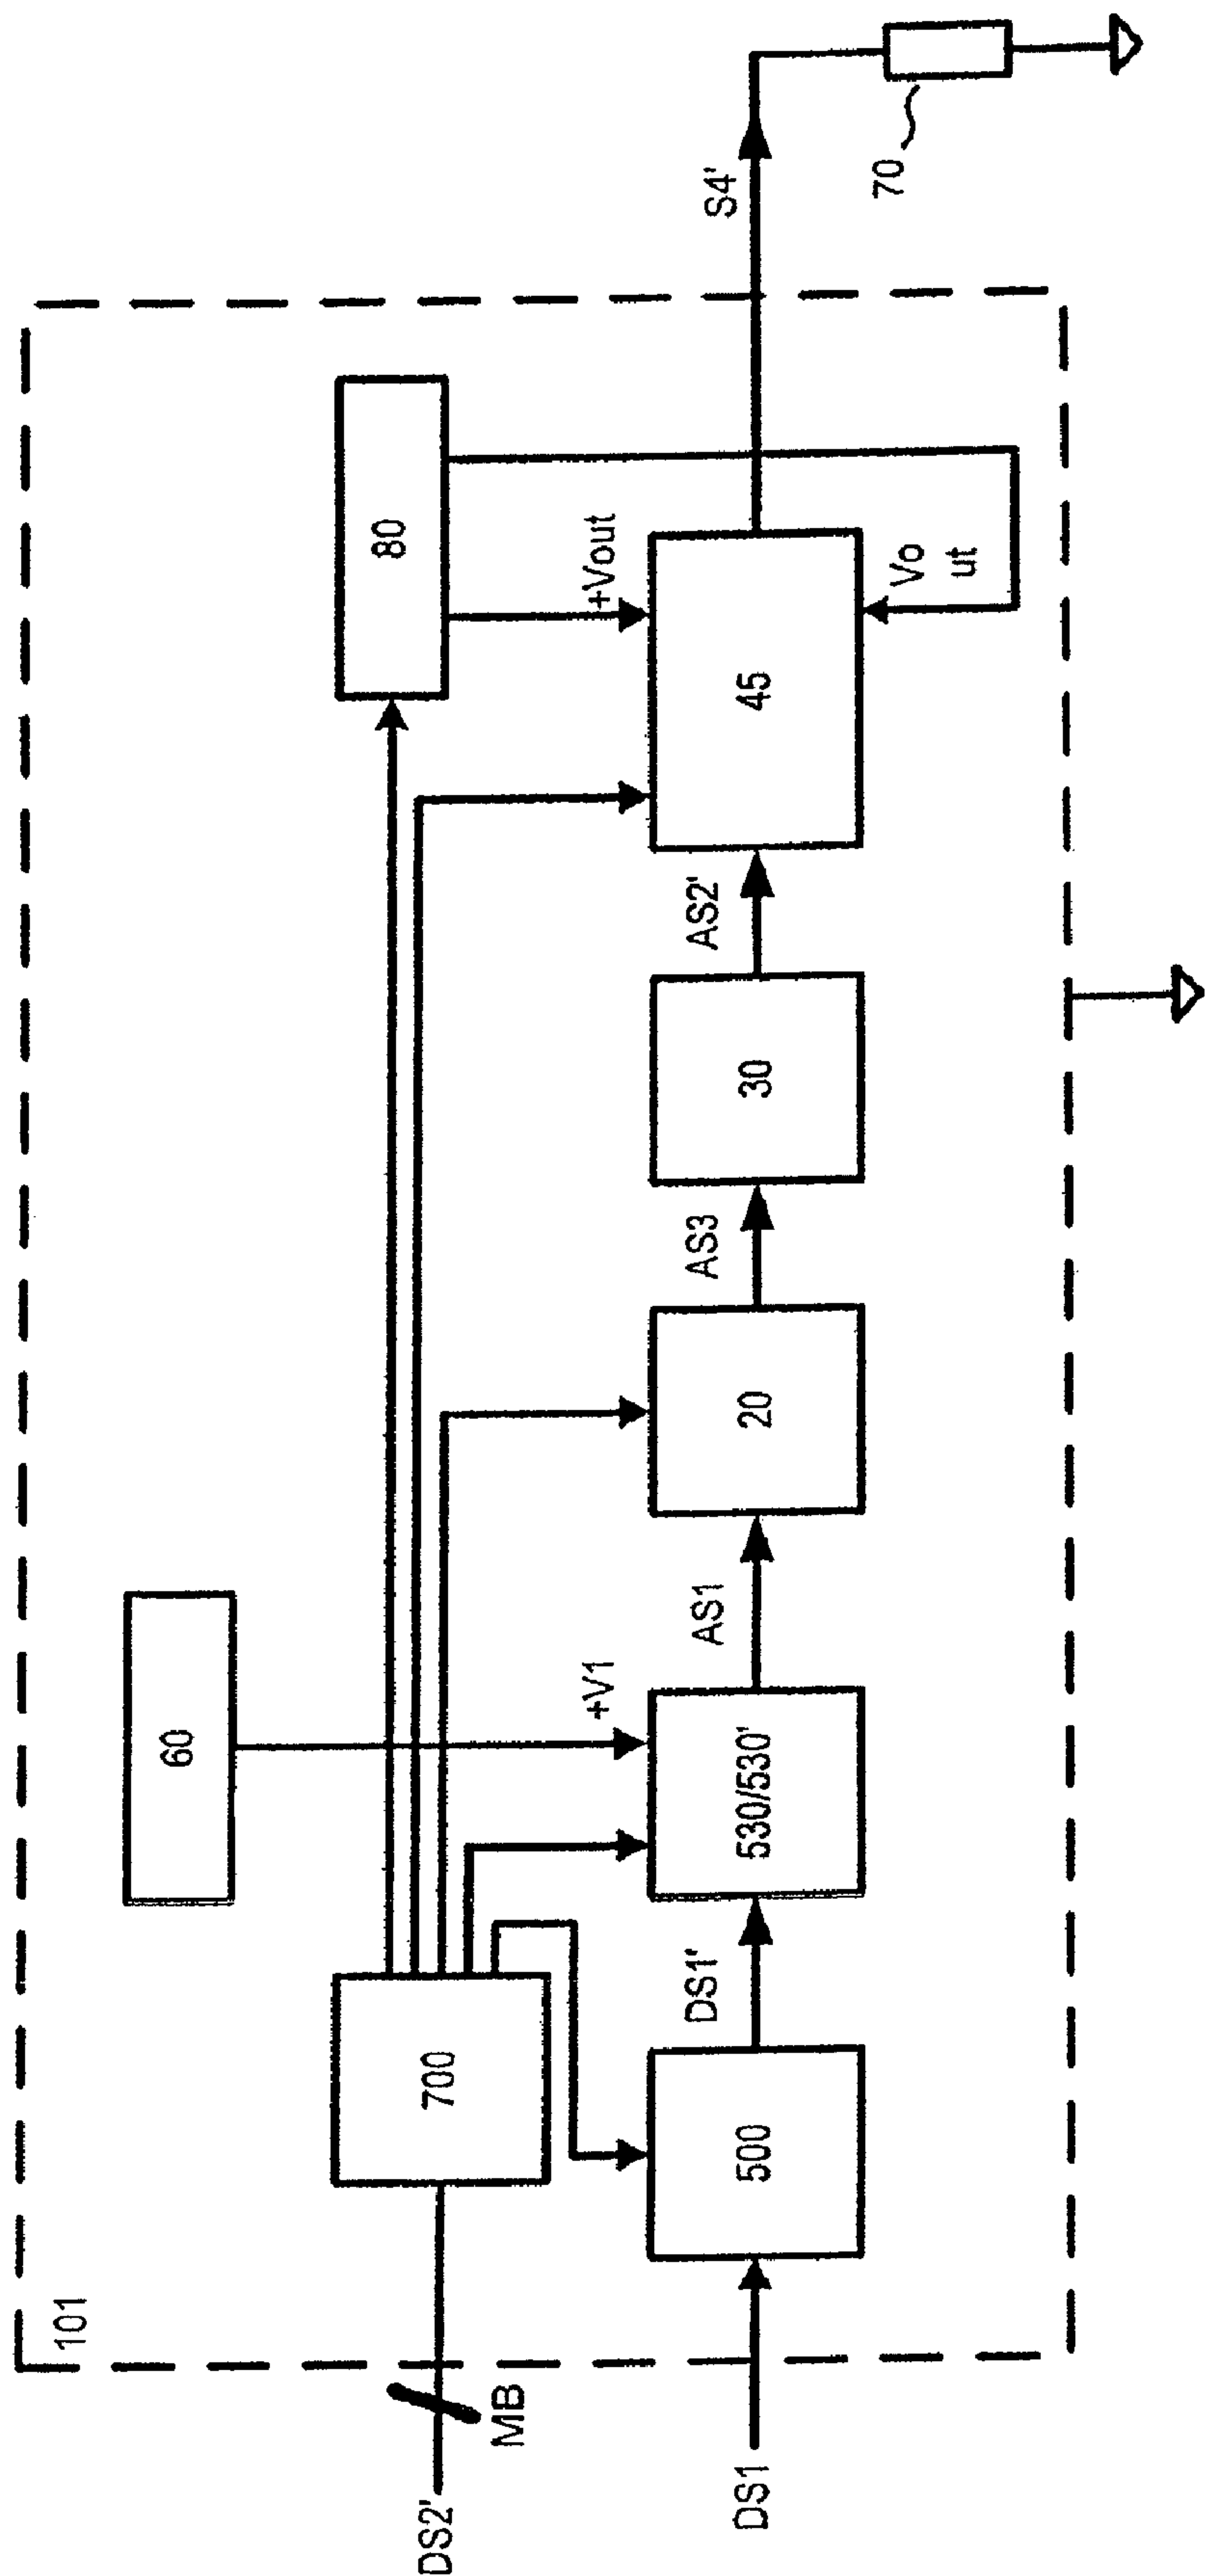 101
60
80
700
+V1
+Vout
DS2'
MB
DS1
500
DS1'
530/530'
AS1
20
AS3
30
AS2'
45
Vo
ut
S4'
70